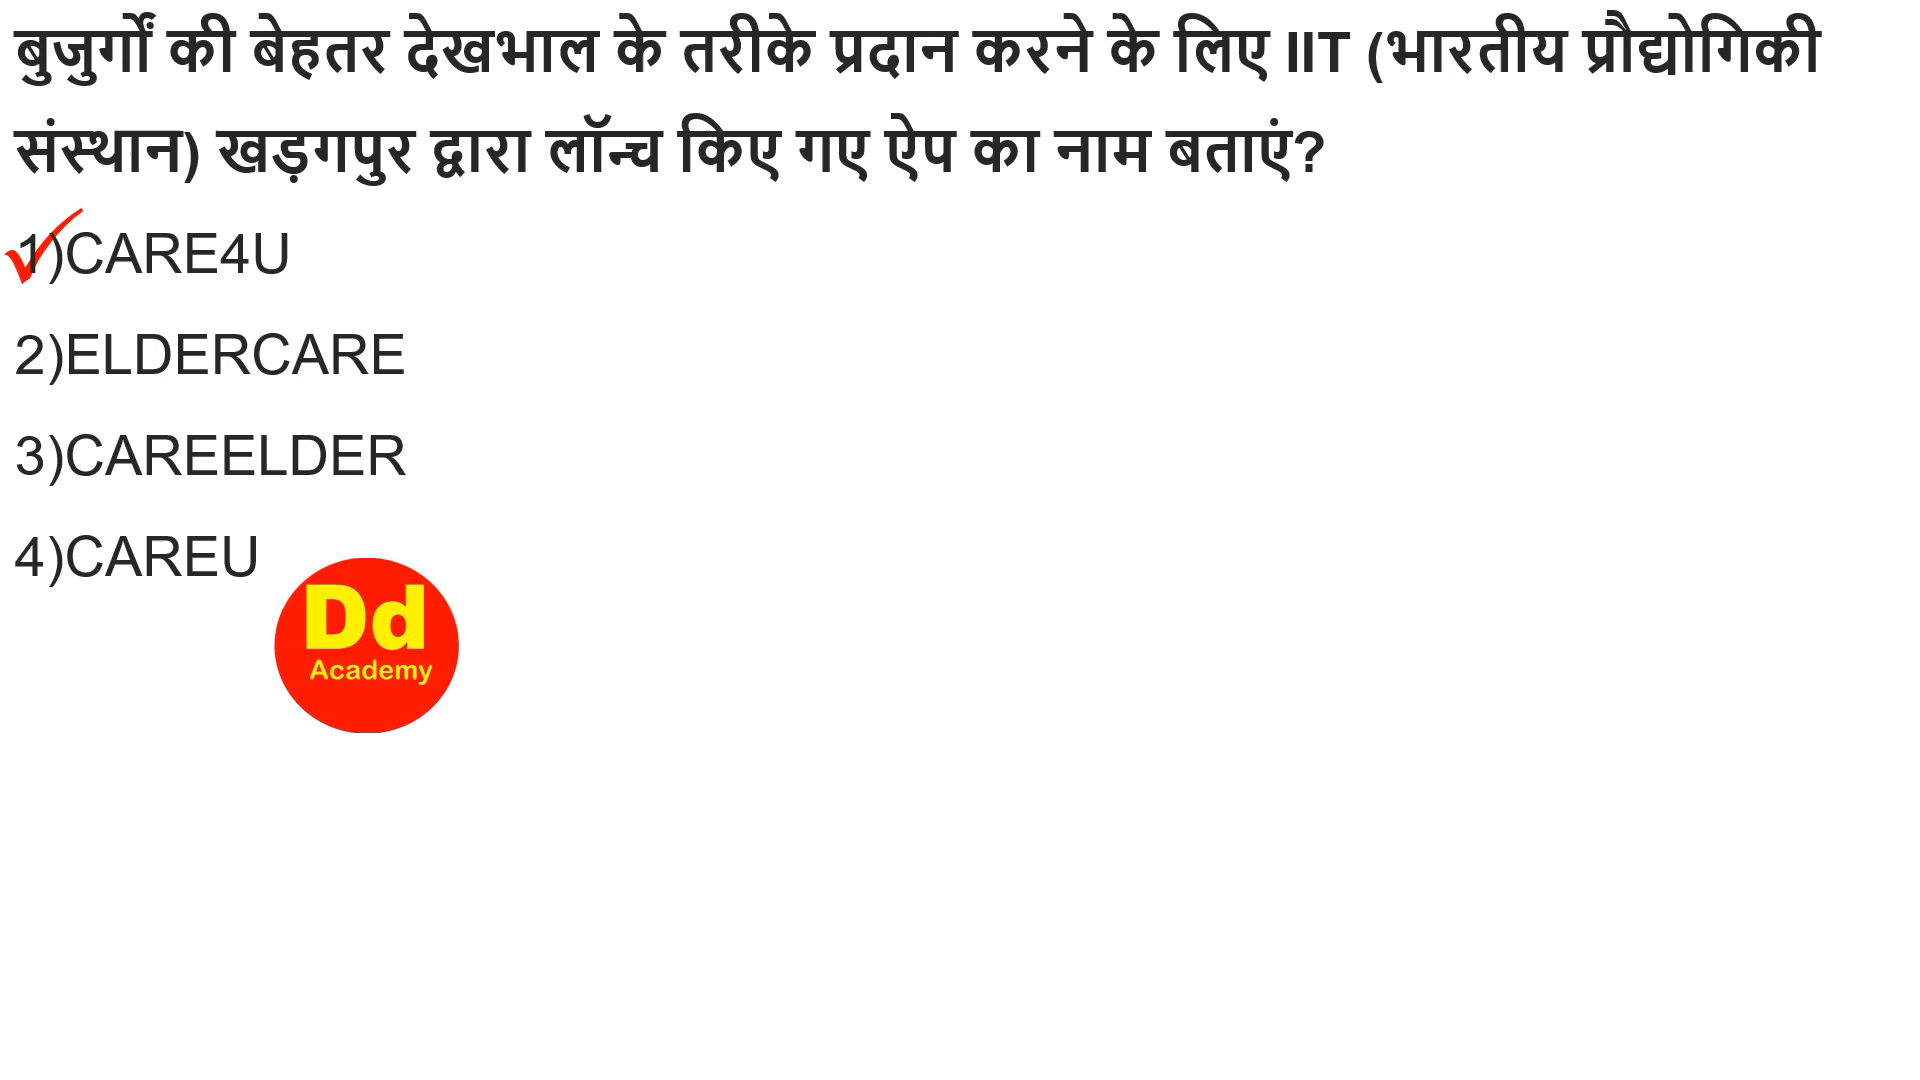 बुजुर्गों की बेहतर देखभाल के तरीके प्रदान करने के लिए IIT (भारतीय प्रौद्योगिकी
संस्थान) खड़गपुर द्वारा लॉन्च किए गए ऐप का नाम बताएं?
1)CARE4U
2)ELDERCARE
3)CAREELDER
4)CAREU
Dd
Academy